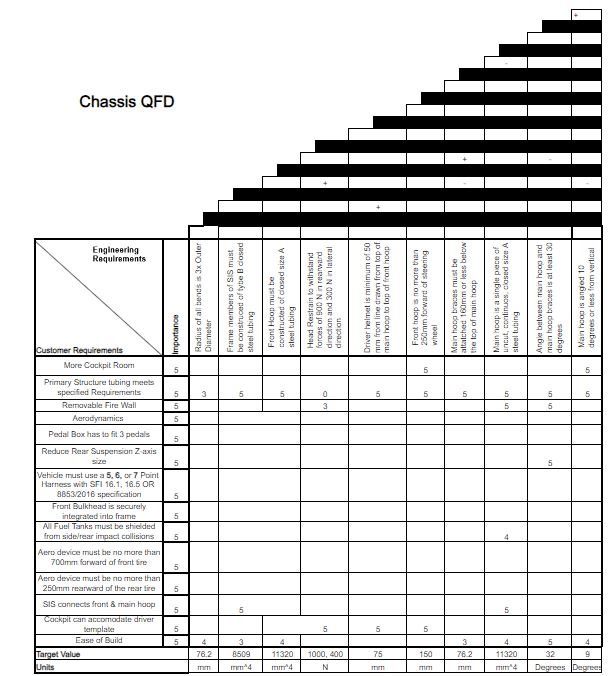 +
-
Chassis QFD
+ -
+ - -
+
Engineering
Requirements
Customer Requirements
Importance
Radius of all bends is 3x Outer
Diameter
Frame members of SIS must
be constructed of type B closed
steel tubing
Front Hoop must be
constructed of closed size A
steel tubing
Head Restrain to withstand
forces of 900 N in rearward
direction and 300 N in lateral
direction
Driver helmet is minimum of 50
mm from line drawn from top of
main hoop to top of front hoop
Front hoop is no more than
250mm forward of steering
wheel
Main hoop braces must be
attatched 160mm or less below
the top of main hoop
Main hoop is a single piece of
uncut, continuos, closed size A
steel tubing
Angle between main hoop and
main hoop braces is at least 30
degrees
Main hoop is anged 10
degrees or less from vertical
More Cockpit Room 5 5 5
Primary Structure tubing meets
specified Requirements 5 3 5 5 0 5 5 5 5 5 5
Removable Fire Wall 5 3 5 5
Aerodynamics 5
Pedal Box has to fit 3 pedals 5
Reduce Rear Suspension Z-axis
size 5 5
Vehicle must use a 5, 6, or 7 Point
Harness with SFI 16.1, 16.5 OR
8853/2016 specification 5
Front Bulkhead is securely
integrated into frame 5
All Fuel Tanks must be shielded
from side/rear impact collisions 5 4
Aero device must be no more than
700mm forward of front tire 5
Aero device must be no more than
250mm rearward of the rear tire 5
SIS connects front & main hoop 5 5 5
Cockpit can accomodate driver
template 5 5 5 5
Ease of Build 5 4 3 4 3 4 5 4
Target Value 76.2 8509 11320 1000, 400 75 150 76.2 11320 32 9
Units mm mm^4 mm^4 N mm mm mm mm^4 Degrees Degrees